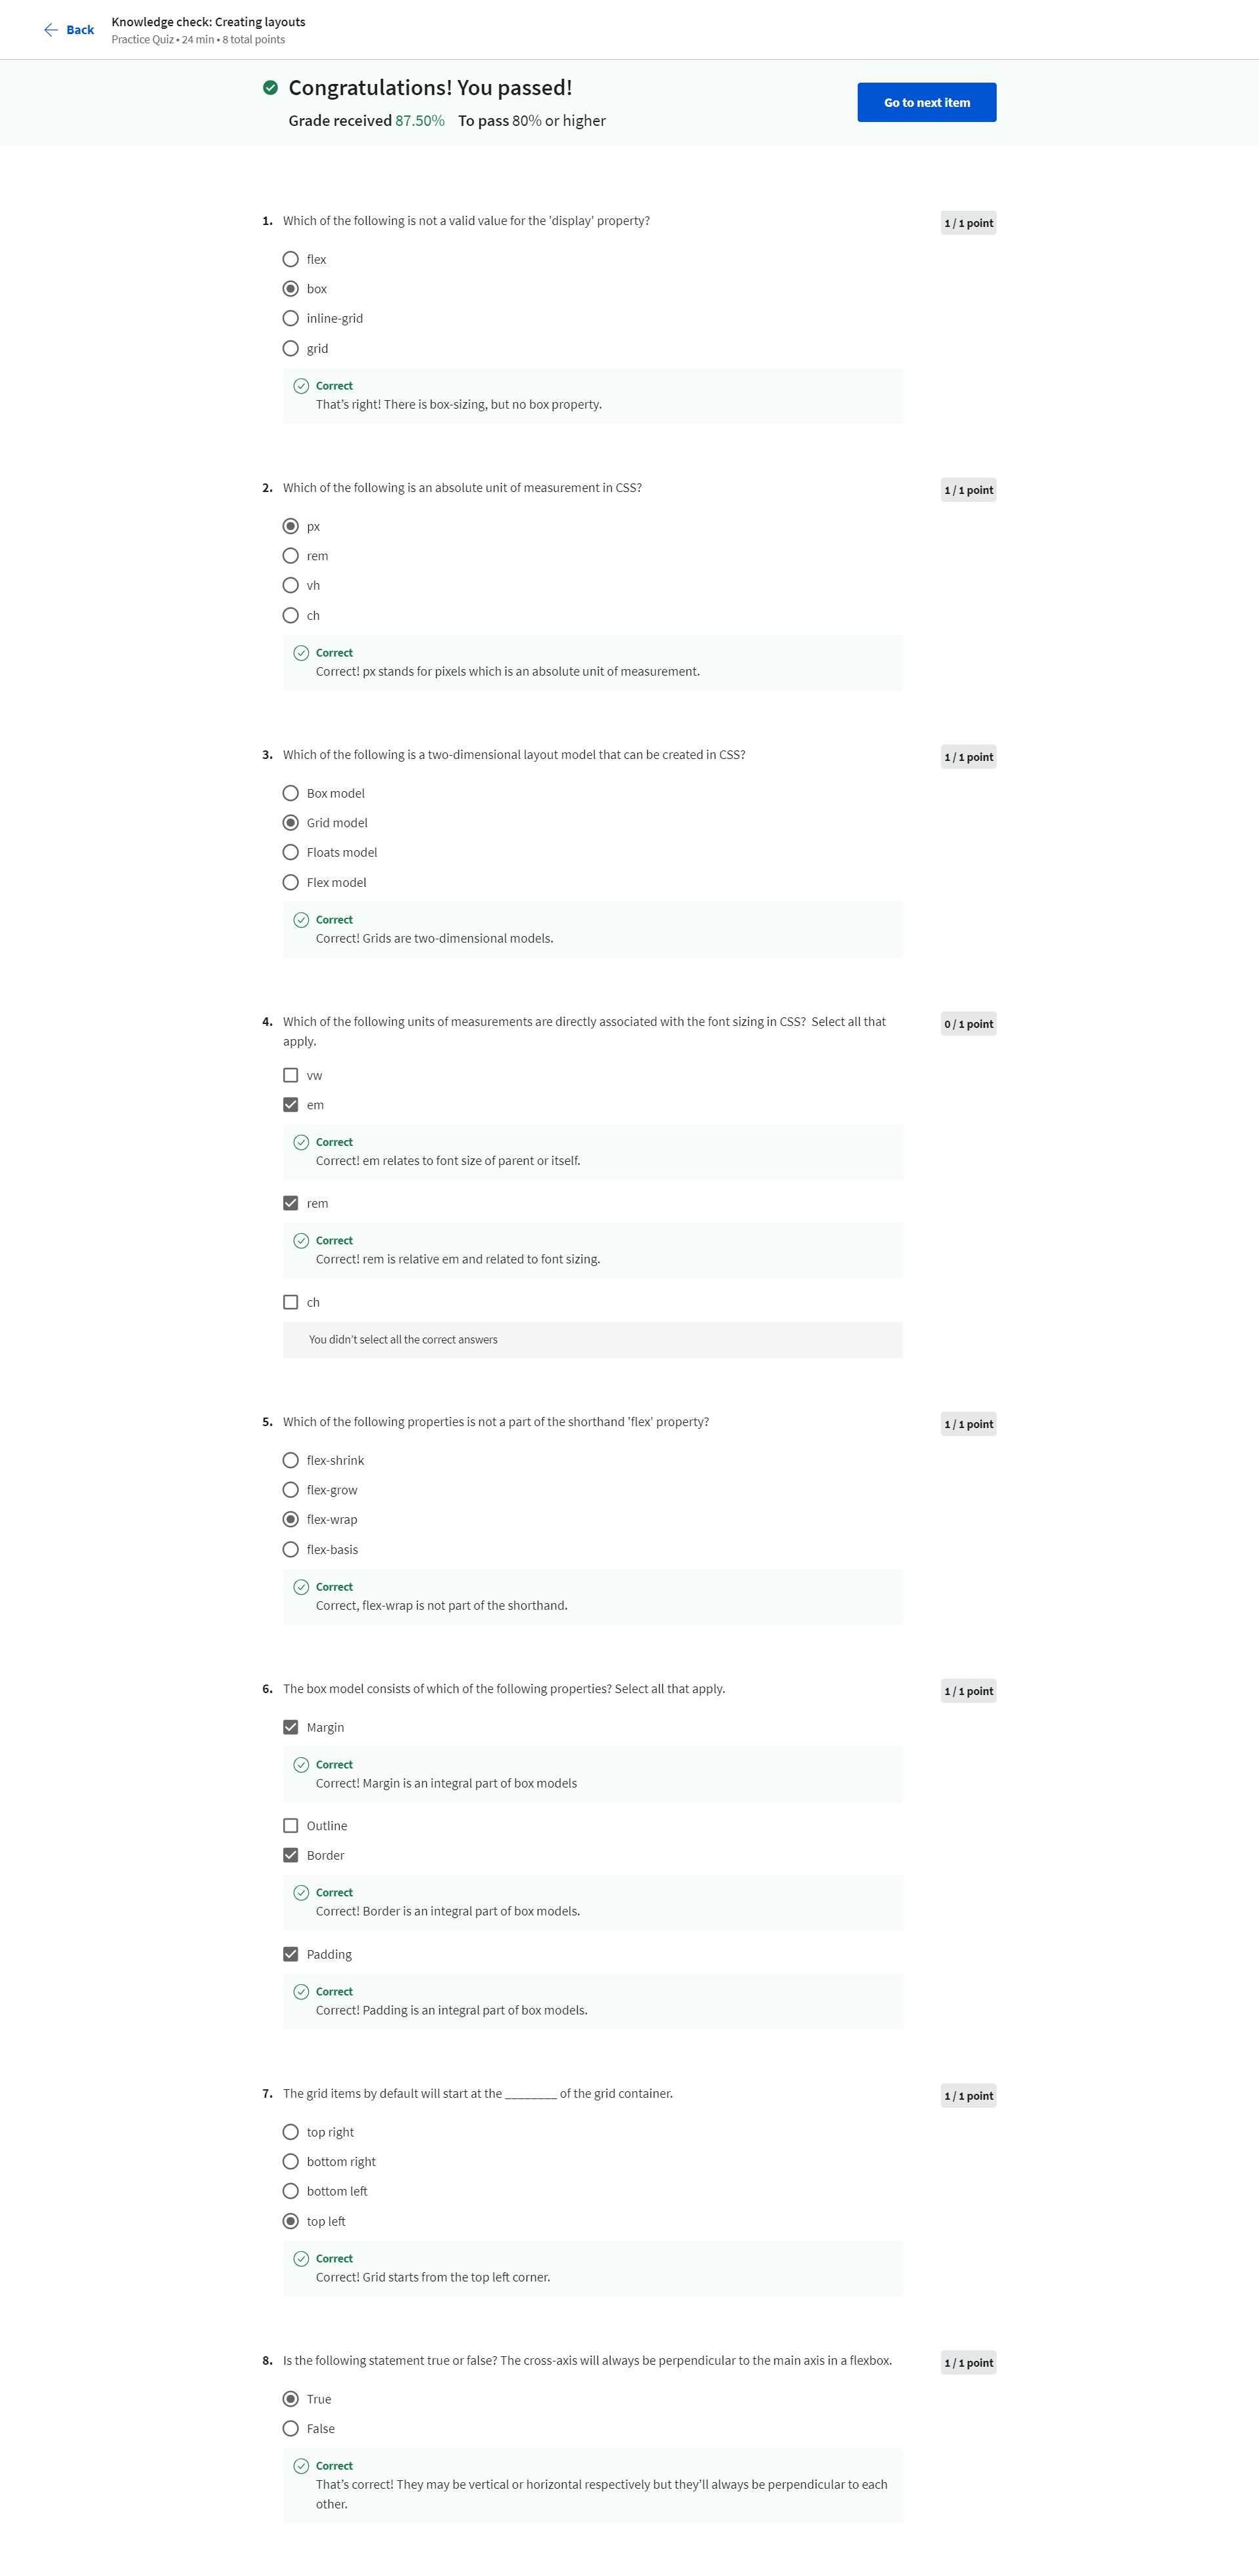 Back
Knowledge check: Creating layouts
Practice Quiz • 24 min • 8 total points
Congratulations! You passed!
Grade received 87.50% To pass 80% or higher
Go to next item
1. Which of the following is not a valid value for the 'display' property?
1 / 1 point
flex
box
inline-grid
grid
Correct
That's right! There is box-sizing, but no box property.
2. Which of the following is an absolute unit of measurement in CSS?
1 / 1 point
px
rem
vh
ch
Correct
Correct! px stands for pixels which is an absolute unit of measurement.
3. Which of the following is a two-dimensional layout model that can be created in CSS?
1 / 1 point
Box model
Grid model
Floats model
Flex model
Correct
Correct! Grids are two-dimensional models.
4. Which of the following units of measurements are directly associated with the font sizing in CSS? Select all that
apply.
0 / 1 point
vw
em
Correct
Correct! em relates to font size of parent or itself.
rem
Correct
Correct! rem is relative em and related to font sizing.
ch
You didn't select all the correct answers
5. Which of the following properties is not a part of the shorthand 'flex' property?
1 / 1 point
flex-shrink
flex-grow
flex-wrap
flex-basis
Correct
Correct, flex-wrap is not part of the shorthand.
6. The box model consists of which of the following properties? Select all that apply.
1 / 1 point
Margin
Correct
Correct! Margin is an integral part of box models
Outline
Border
Correct
Correct! Border is an integral part of box models.
Padding
Correct
Correct! Padding is an integral part of box models.
7. The grid items by default will start at the ________ of the grid container.
1 / 1 point
top right
bottom right
bottom left
top left
Correct
Correct! Grid starts from the top left corner.
8. Is the following statement true or false? The cross-axis will always be perpendicular to the main axis in a flexbox.
1 / 1 point
True
False
Correct
That's correct! They may be vertical or horizontal respectively but they'll always be perpendicular to each
other.